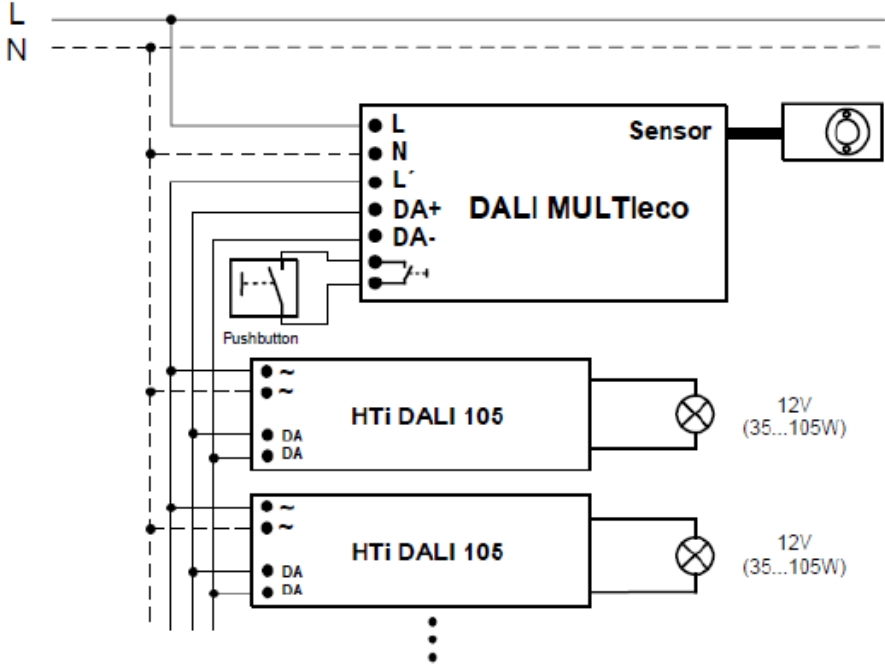 L
N
L
N
L´
DA+
DA-
Sensor
DALI MULTIeco
Pushbutton
~
~
DA
DA
HTi DALI 105
12V
(35...105W)
~
~
DA
DA
HTi DALI 105
12V
(35...105W)